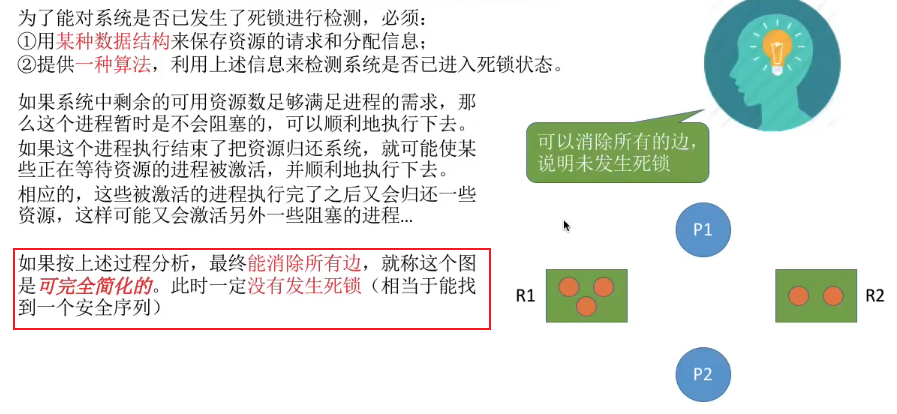 为了能对系统是否已发生了死锁进行检测，必须：
①用某种数据结构来保存资源的请求和分配信息；
②提供一种算法，利用上述信息来检测系统是否已进入死锁状态。
如果系统中剩余的可用资源数足够满足进程的需求，那
么这个进程暂时是不会阻塞的，可以顺利地执行下去。
如果这个进程执行结束了把资源归还系统，就可能使某
些正在等待资源的进程被激活，并顺利地执行下去。
相应的，这些被激活的进程执行完了之后又会归还一些
资源，这样可能又会激活另外一些阻塞的进程...
如果按上述过程分析，最终能消除所有边，就称这个图
是可完全简化的。此时一定没有发生死锁（相当于能找
到一个安全序列）
可以消除所有的边，
说明未发生死锁
P1
R1
R2
P2